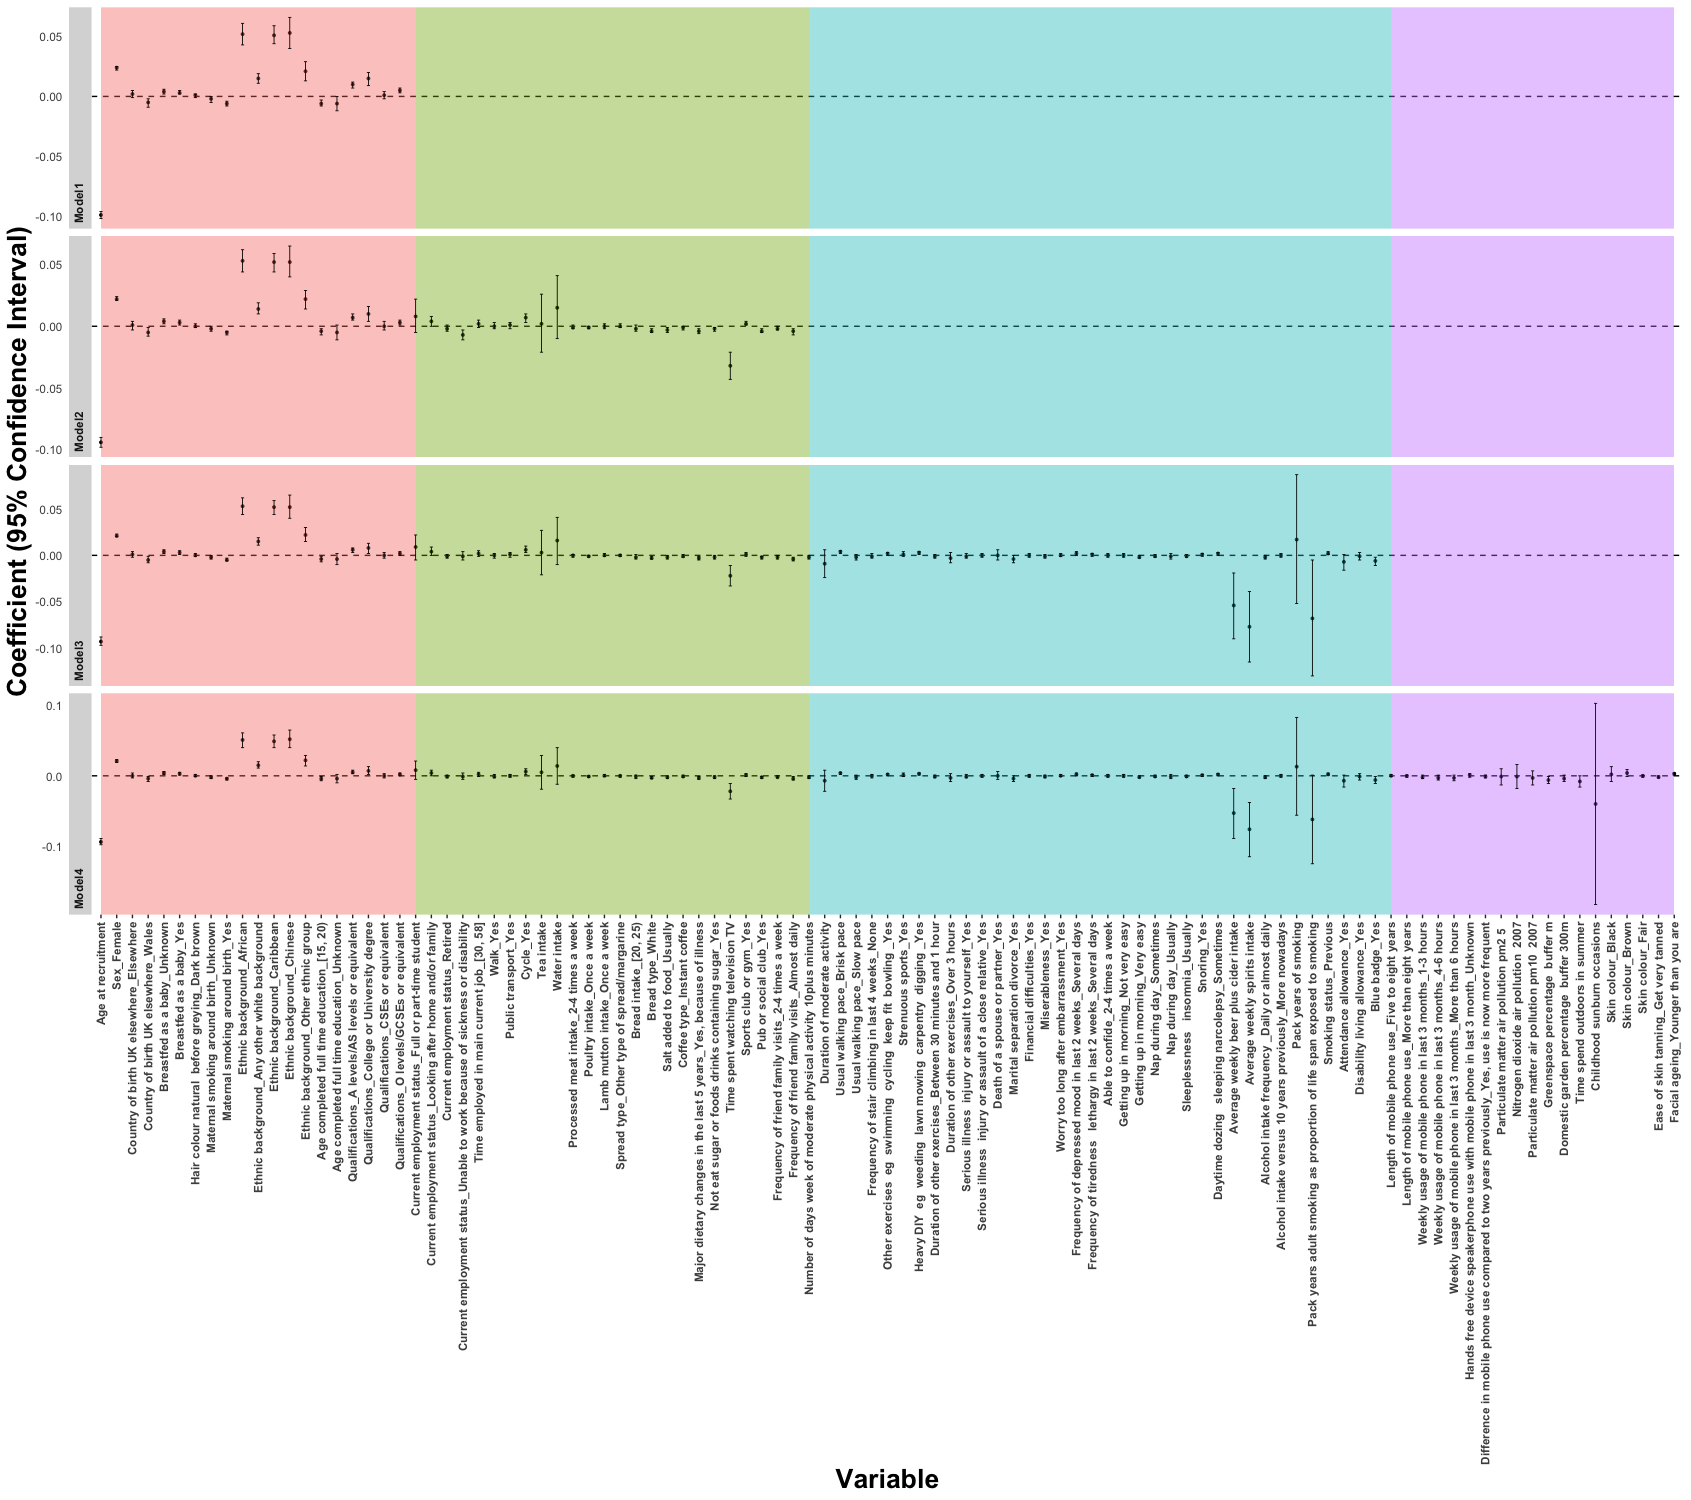 Coefficient (95% Confidence Interval)
Model1
0.05
0.00
-0.05
-0.10
Model2
0.05
0.00
-0.05
-0.10
Model3
0.05
0.00
-0.05
-0.10
Model4
0.1
0.0
-0.1
Age at recruitment
Sex_Female
Country of birth UK elsewhere_Elsewhere
Country of birth UK elsewhere_Wales
Breastfed as a baby_Unknown
Breastfed as a baby_Yes
Hair colour natural before greying_Dark brown
Maternal smoking around birth_Unknown
Maternal smoking around birth_Yes
Ethnic background_African
Ethnic background_Any other white background
Ethnic background_Caribbean
Ethnic background_Chinese
Ethnic background_Other ethnic group
Age completed full time education_[15, 20)
Age completed full time education_Unknown
Qualifications_A levels/AS levels or equivalent
Qualifications_College or University degree
Qualifications_CSEs or equivalent
Qualifications_O levels/GCSEs or equivalent
Current employment status_Full or part-time student
Current employment status_Looking after home and/or family
Current employment status_Retired
Current employment status_Unable to work because of sickness or disability
Time employed in main current job_[30, 58]
Walk_Yes
Public transport_Yes
Cycle_Yes
Tea intake
Water intake
Processed meat intake_2-4 times a week
Poultry intake_Once a week
Lamb mutton intake_Once a week
Spread type_Other type of spread/margarine
Bread intake_[20, 25)
Bread type_White
Salt added to food_Usually
Coffee type_Instant coffee
Major dietary changes in the last 5 years_Yes, because of illness
Not eat sugar or foods drinks containing sugar_Yes
Time spent watching television TV
Sports club or gym_Yes
Pub or social club_Yes
Frequency of friend family visits_2-4 times a week
Frequency of friend family visits_Almost daily
Number of days week of moderate physical activity 10plus minutes
Duration of moderate activity
Usual walking pace_Brisk pace
Usual walking pace_Slow pace
Frequency of stair climbing in last 4 weeks_None
Other exercises eg swimming cycling keep fit bowling_Yes
Strenuous sports_Yes
Heavy DIY eg weeding lawn mowing carpentry digging_Yes
Duration of other exercises_Between 30 minutes and 1 hour
Duration of other exercises_Over 3 hours
Serious illness injury or assault to yourself_Yes
Serious illness injury or assault of a close relative_Yes
Death of a spouse or partner_Yes
Marital separation divorce_Yes
Financial difficulties_Yes
Miserableness_Yes
Worry too long after embarrassment_Yes
Frequency of depressed mood in last 2 weeks_Several days
Frequency of tiredness lethargy in last 2 weeks_Several days
Able to confide_2-4 times a week
Getting up in morning_Not very easy
Getting up in morning_Very easy
Nap during day_Sometimes
Nap during day_Usually
Sleeplessness insomnia_Usually
Snoring_Yes
Daytime dozing sleeping narcolepsy_Sometimes
Average weekly beer plus cider intake
Average weekly spirits intake
Alcohol intake frequency_Daily or almost daily
Alcohol intake versus 10 years previously_More nowadays
Pack years of smoking
Pack years adult smoking as proportion of life span exposed to smoking
Smoking status_Previous
Attendance allowance_Yes
Disability living allowance_Yes
Blue badge_Yes
Length of mobile phone use_Five to eight years
Length of mobile phone use_More than eight years
Weekly usage of mobile phone in last 3 months_1-3 hours
Weekly usage of mobile phone in last 3 months_4-6 hours
Weekly usage of mobile phone in last 3 months_More than 6 hours
Hands free device speakerphone use with mobile phone in last 3 month_Unknown
Difference in mobile phone use compared to two years previously_Yes, use is now more frequent
Particulate matter air pollution pm2 5
Nitrogen dioxide air pollution 2007
Particulate matter air pollution pm10 2007
Greenspace percentage buffer m
Domestic garden percentage buffer 300m
Time spend outdoors in summer
Childhood sunburn occasions
Skin colour_Black
Skin colour_Brown
Skin colour_Fair
Ease of skin tanning_Get very tanned
Facial ageing_Younger than you are
Variable